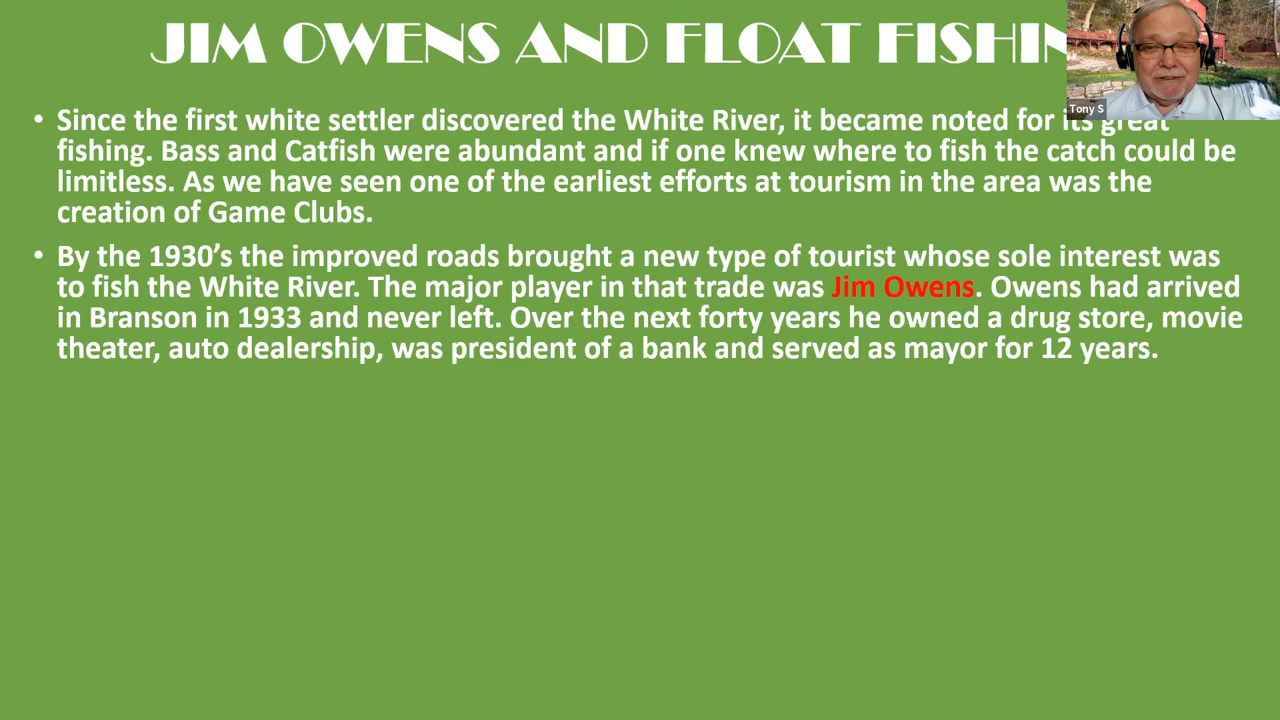 JIM OWENS AND FLOAT FISHIN
Tony S
• Since the first white settler discovered the White River, it became noted for its great
fishing. Bass and Catfish were abundant and if one knew where to fish the catch could be
limitless. As we have seen one of the earliest efforts at tourism in the area was the
creation of Game Clubs.
• By the 1930’s the improved roads brought a new type of tourist whose sole interest was
to fish the White River. The major player in that trade was Jim Owens. Owens had arrived
in Branson in 1933 and never left. Over the next forty years he owned a drug store, movie
theater, auto dealership, was president of a bank and served as mayor for 12 years.